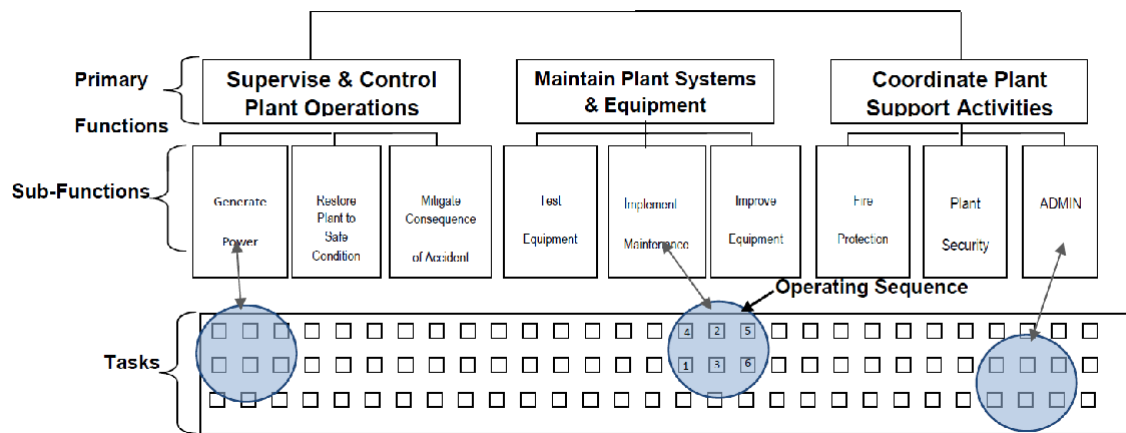 Primary
Functions
Supervise & Control
Plant Operations
Maintain Plant Systems
& Equipment
Coordinate Plant
Support Activities
Sub-Functions
Generate
Power
Restore
Plant to
Safe
Condition
Mitigate
Consequence
of Accident
Test
Equipment
Implement
Maintenance
Improve
Equipment
Fire
Protection
Plant
Security
ADMIN
Operating Sequence
Tasks
4 2 5
1 3 6